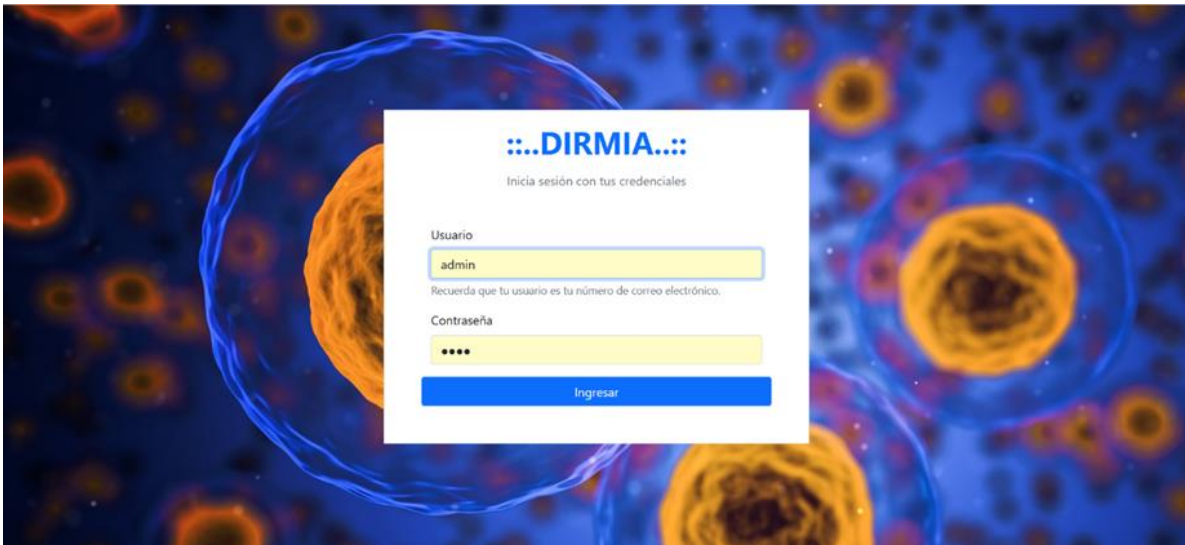 ::..DIRMIA..::
Inicia sesión con tus credenciales
Usuario
admin
Recuerda que tu usuario es tu número de correo electrónico.
Contraseña
••••
Ingresar